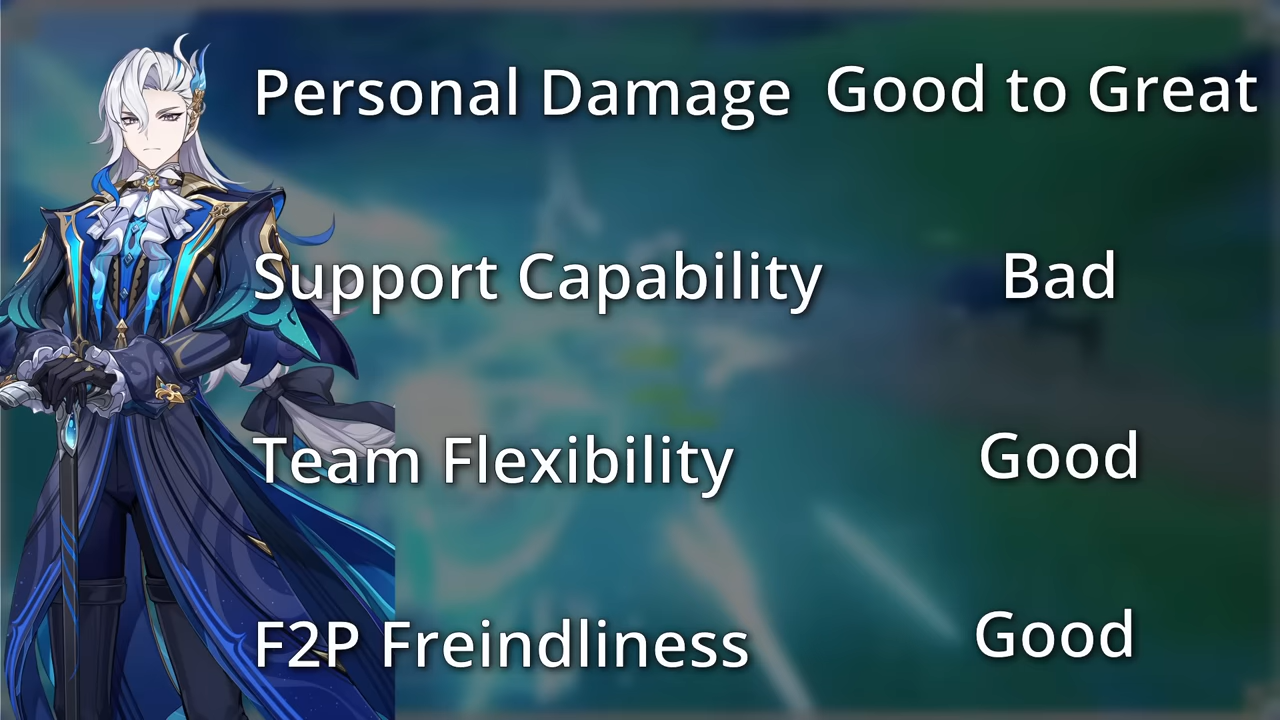 Personal Damage Good to Great
Support Capability Bad
Team Flexibility Good
F2P Freindliness Good